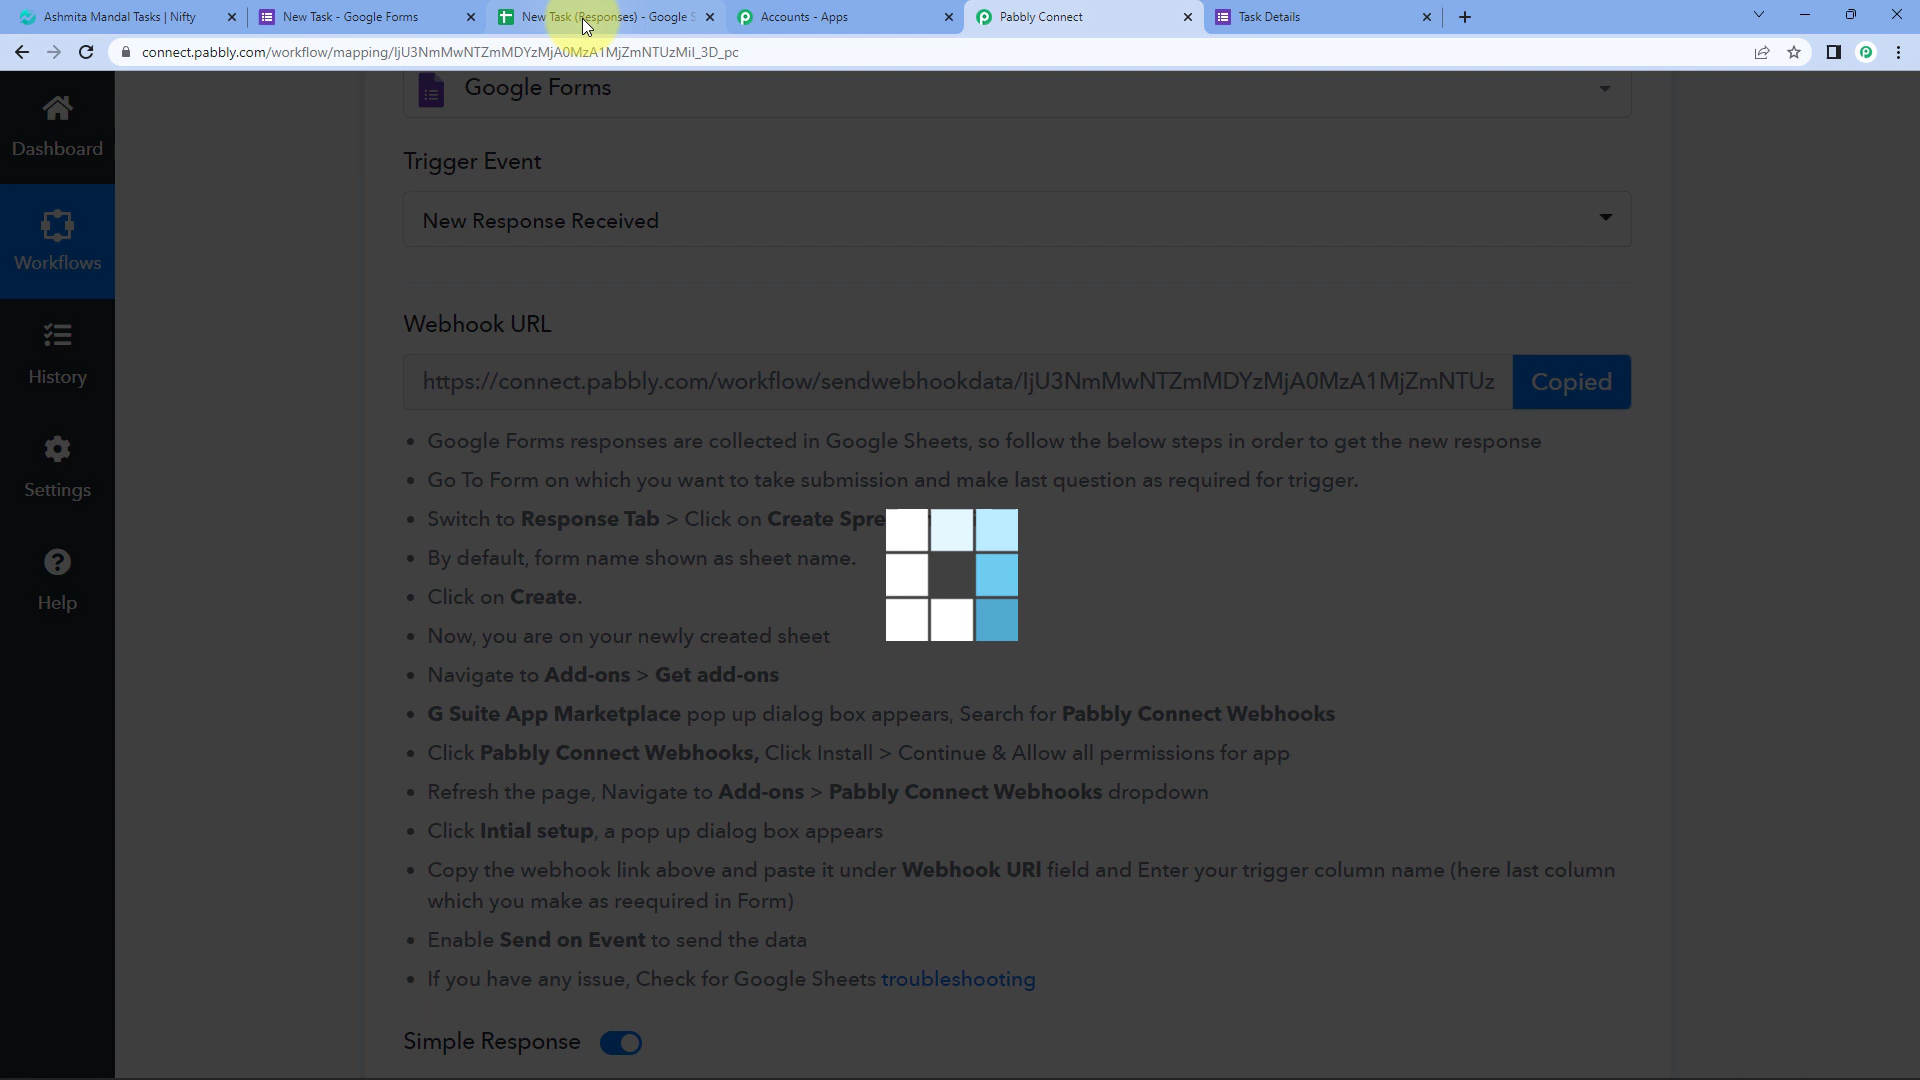 Ashmita Mandal Tasks | Nifty
New Task - Google Forms
New Task (Responses) - Google S
Accounts - Apps
Pabbly Connect
Task Details
connect.pabbly.com/workflow/mapping/IjU3NmMwNTZmMDYzMjA0MzA1MjZmNTUzMiI_3D_pc
Google Forms
Dashboard
Trigger Event
New Response Received
Workflows
Webhook URL
https://connect.pabbly.com/workflow/sendwebhookdata/IjU3NmMwNTZmMDYzMjA0MzA1MjZmNTUz
Copied
History
• Google Forms responses are collected in Google Sheets, so follow the below steps in order to get the new response
• Go To Form on which you want to take submission and make last question as required for trigger.
Settings
• Switch to Response Tab > Click on Create Spre
• By default, form name shown as sheet name.
• Click on Create.
Help
• Now, you are on your newly created sheet
• Navigate to Add-ons > Get add-ons
• G Suite App Marketplace pop up dialog box appears, Search for Pabbly Connect Webhooks
• Click Pabbly Connect Webhooks, Click Install > Continue & Allow all permissions for app
• Refresh the page, Navigate to Add-ons > Pabbly Connect Webhooks dropdown
• Click Intial setup, a pop up dialog box appears
• Copy the webhook link above and paste it under Webhook URl field and Enter your trigger column name (here last column
which you make as reequired in Form)
• Enable Send on Event to send the data
• If you have any issue, Check for Google Sheets troubleshooting
Simple Response